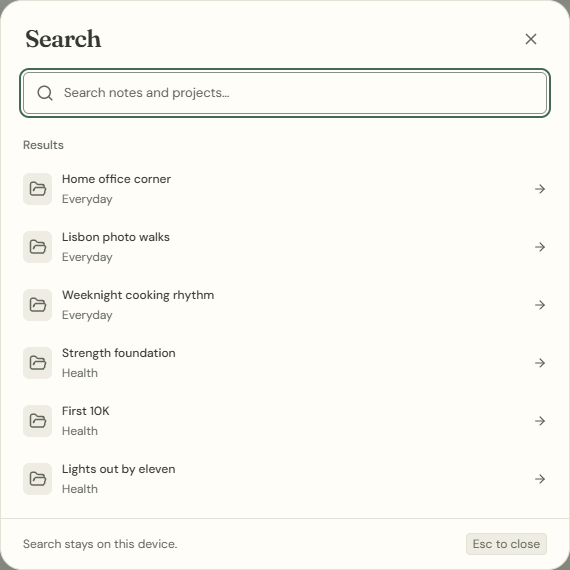 Search
Search notes and projects…
Results
Home office corner
Everyday
Lisbon photo walks
Everyday
Weeknight cooking rhythm
Everyday
Strength foundation
Health
First 10K
Health
Lights out by eleven
Health
Search stays on this device.
Esc to close